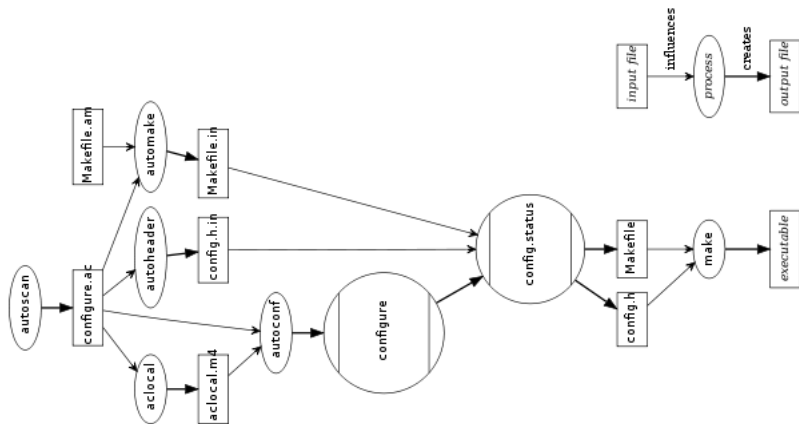 autoscan
configure.ac
Makefile.am
aclocal
autoheader
automake
aclocal.m4
config.h.in
Makefile.in
autoconf
configure
config.status
config.h
Makefile
make
executable
input file
influences
process
creates
output file